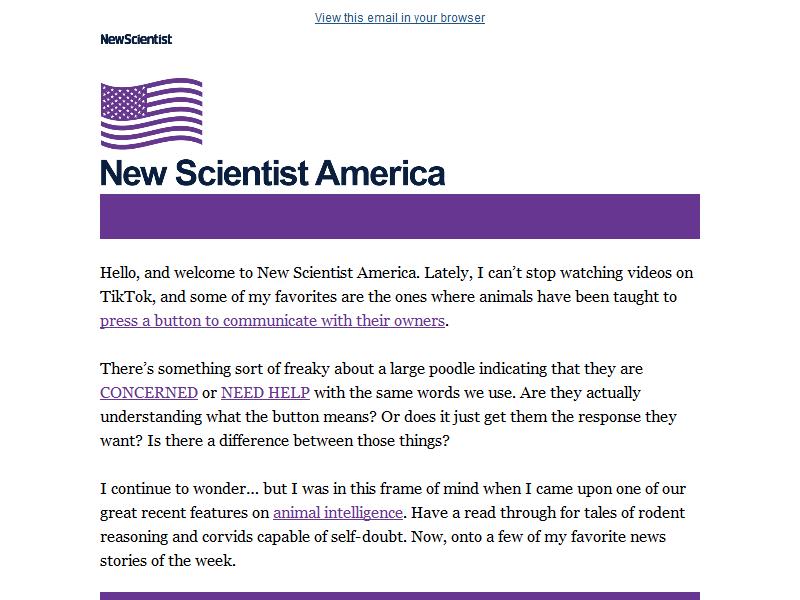 View this email in your browser
NewScientist
New Scientist America
Hello, and welcome to New Scientist America. Lately, I can’t stop watching videos on
TikTok, and some of my favorites are the ones where animals have been taught to
press a button to communicate with their owners.
There’s something sort of freaky about a large poodle indicating that they are
CONCERNED or NEED HELP with the same words we use. Are they actually
understanding what the button means? Or does it just get them the response they
want? Is there a difference between those things?
I continue to wonder... but I was in this frame of mind when I came upon one of our
great recent features on animal intelligence. Have a read through for tales of rodent
reasoning and corvids capable of self-doubt. Now, onto a few of my favorite news
stories of the week.